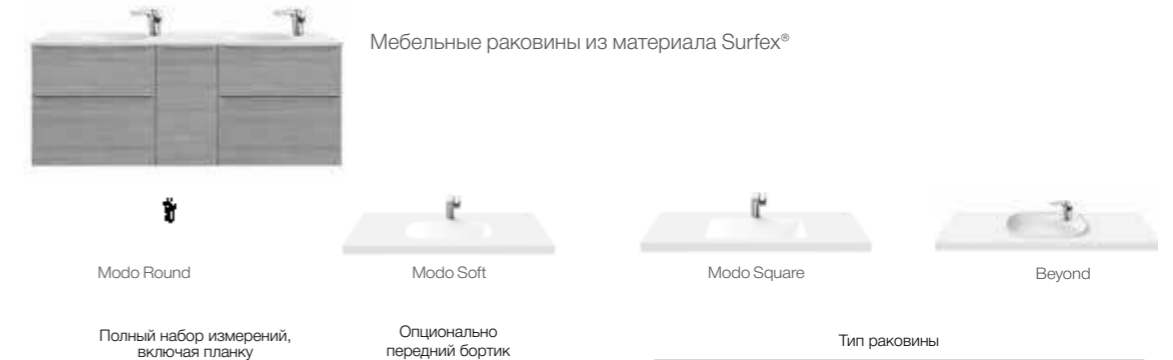 Мебельные раковины из материала Surfex®
Modo Round
Modo Soft
Modo Square
Beyond
Полный набор измерений,
включая планку
Опционально
передний бортик
Тип раковины